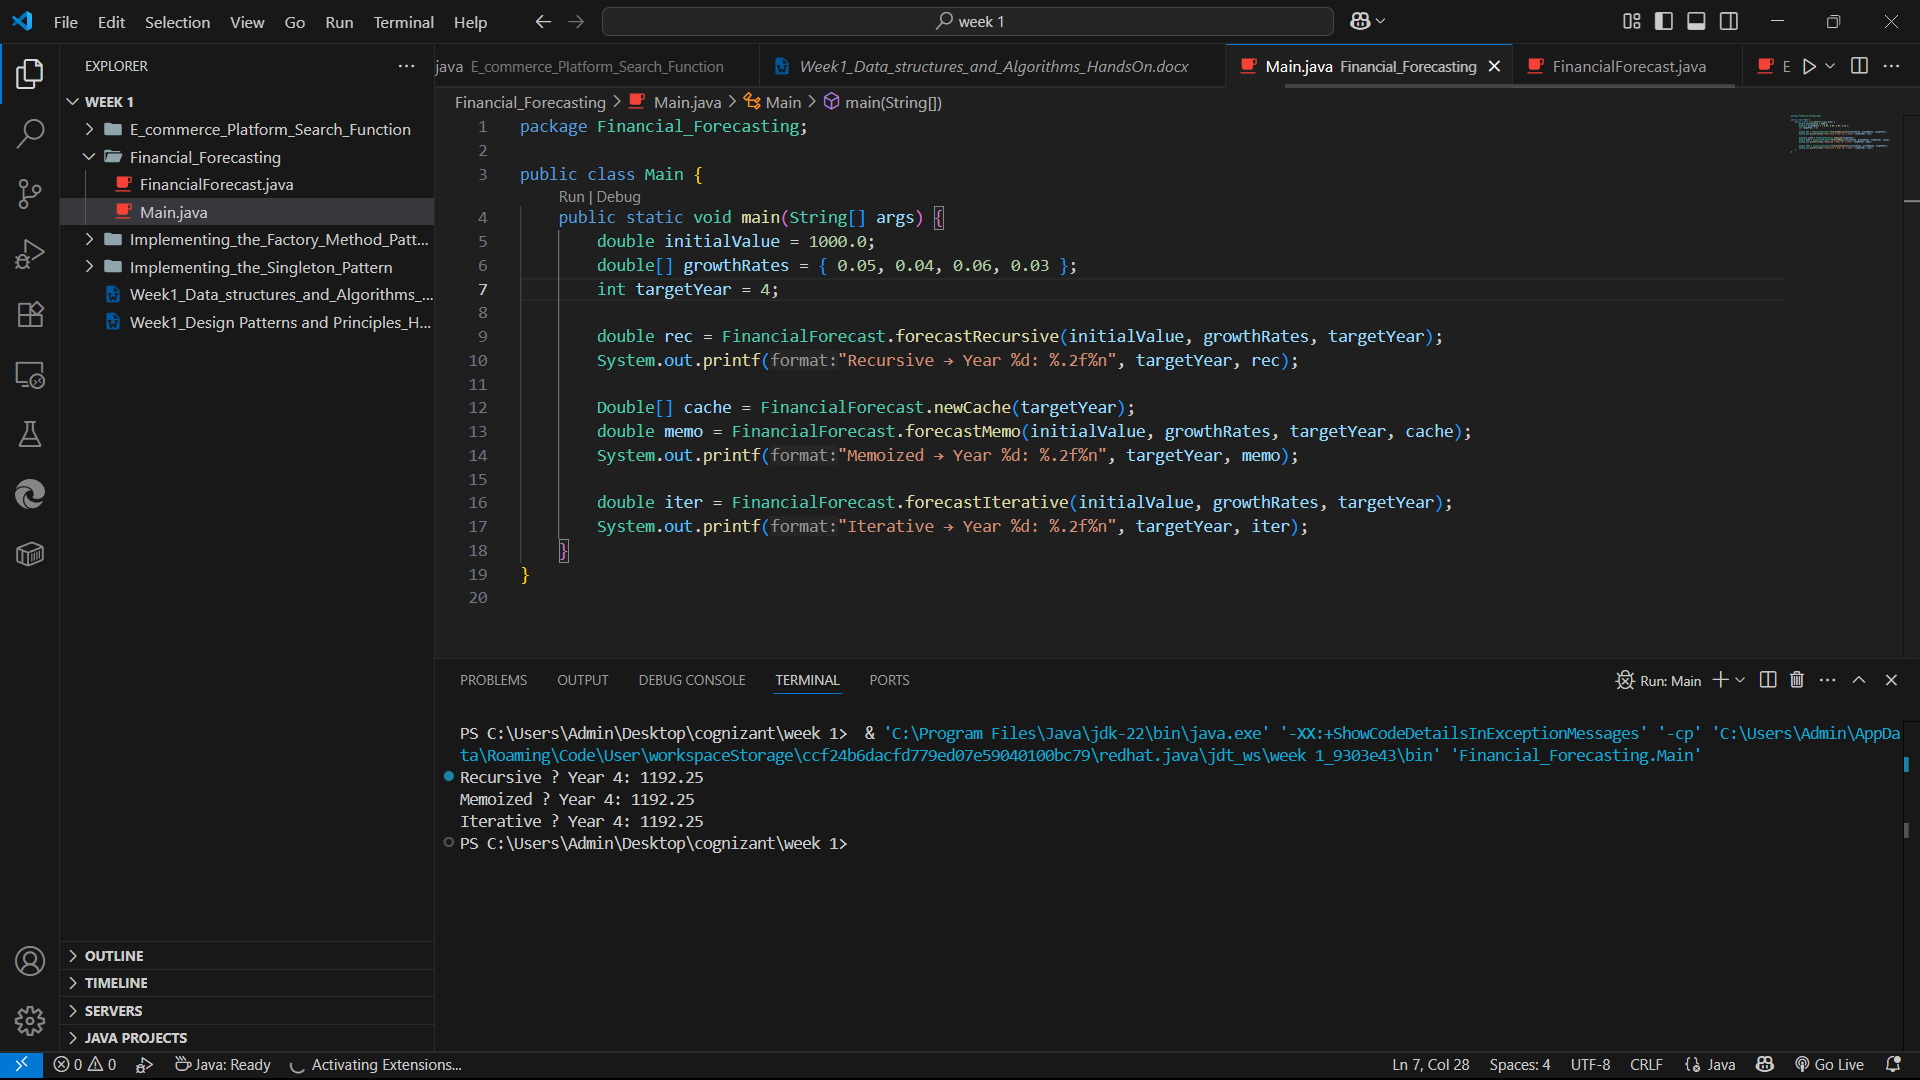 File Edit Selection View Go Run Terminal Help
week 1
EXPLORER
WEEK 1
E_commerce_Platform_Search_Function
Financial_Forecasting
FinancialForecast.java
Main.java
Implementing_the_Factory_Method_Patt...
Implementing_the_Singleton_Pattern
Week1_Data_structures_and_Algorithms_...
Week1_Design Patterns and Principles_H...
OUTLINE
TIMELINE
SERVERS
JAVA PROJECTS
java E_commerce_Platform_Search_Function
Week1_Data_structures_and_Algorithms_HandsOn.docx
Main.java Financial_Forecasting
FinancialForecast.java
E
Financial_Forecasting > Main.java > Main > main(String[])
1 package Financial_Forecasting;
2
3 public class Main {
Run | Debug
4 public static void main(String[] args) {
5 double initialValue = 1000.0;
6 double[] growthRates = { 0.05, 0.04, 0.06, 0.03 };
7 int targetYear = 4;
8
9 double rec = FinancialForecast.forecastRecursive(initialValue, growthRates, targetYear);
10 System.out.printf(format:"Recursive → Year %d: %.2f%n", targetYear, rec);
11
12 Double[] cache = FinancialForecast.newCache(targetYear);
13 double memo = FinancialForecast.forecastMemo(initialValue, growthRates, targetYear, cache);
14 System.out.printf(format:"Memoized → Year %d: %.2f%n", targetYear, memo);
15
16 double iter = FinancialForecast.forecastIterative(initialValue, growthRates, targetYear);
17 System.out.printf(format:"Iterative → Year %d: %.2f%n", targetYear, iter);
18 }
19 }
20
PROBLEMS OUTPUT DEBUG CONSOLE TERMINAL PORTS
Run: Main
PS C:\Users\Admin\Desktop\cognizant\week 1>  & 'C:\Program Files\Java\jdk-22\bin\java.exe' '-XX:+ShowCodeDetailsInExceptionMessages' '-cp' 'C:\Users\Admin\AppDa
ta\Roaming\Code\User\workspaceStorage\ccf24b6dacfd779ed07e59040100bc79\redhat.java\jdt_ws\week 1_9303e43\bin' 'Financial_Forecasting.Main'
Recursive ? Year 4: 1192.25
Memoized ? Year 4: 1192.25
Iterative ? Year 4: 1192.25
PS C:\Users\Admin\Desktop\cognizant\week 1>
0 0 Java: Ready Activating Extensions...
Ln 7, Col 28 Spaces: 4 UTF-8 CRLF {} Java Go Live